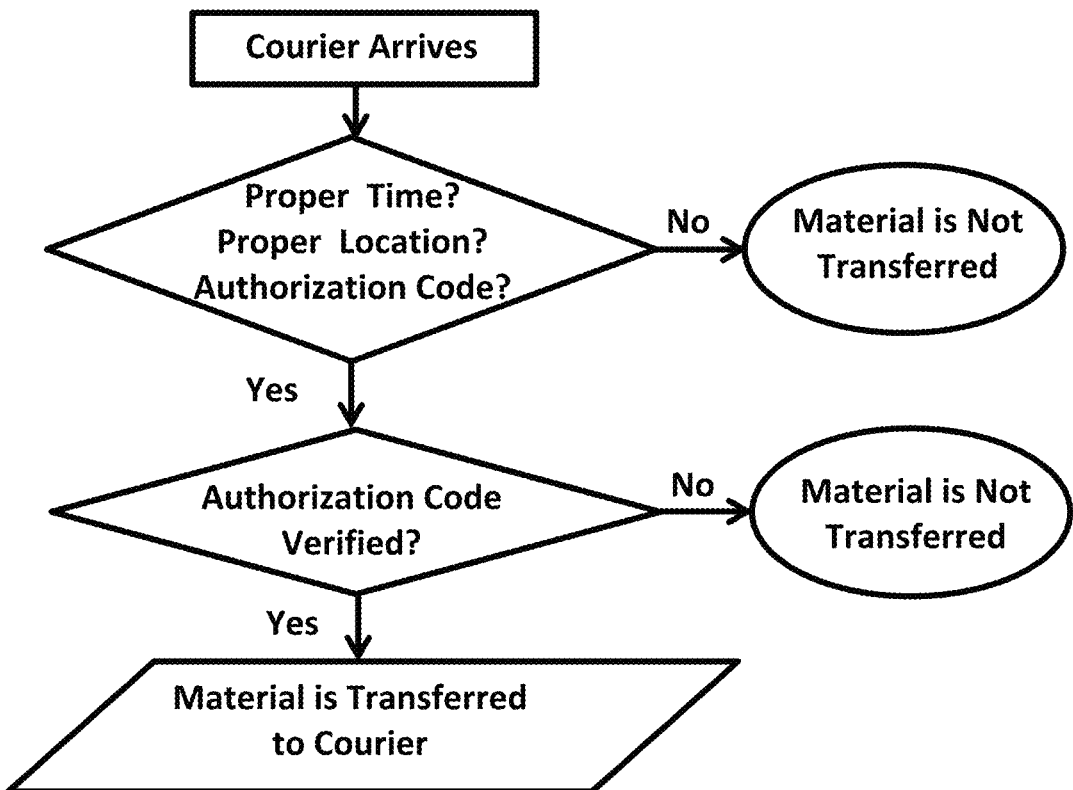 Courier Arrives
Proper Time?
Proper Location?
Authorization Code?
No
Material is Not
Transferred
Yes
Authorization Code
Verified?
No
Material is Not
Transferred
Yes
Material is Transferred
to Courier